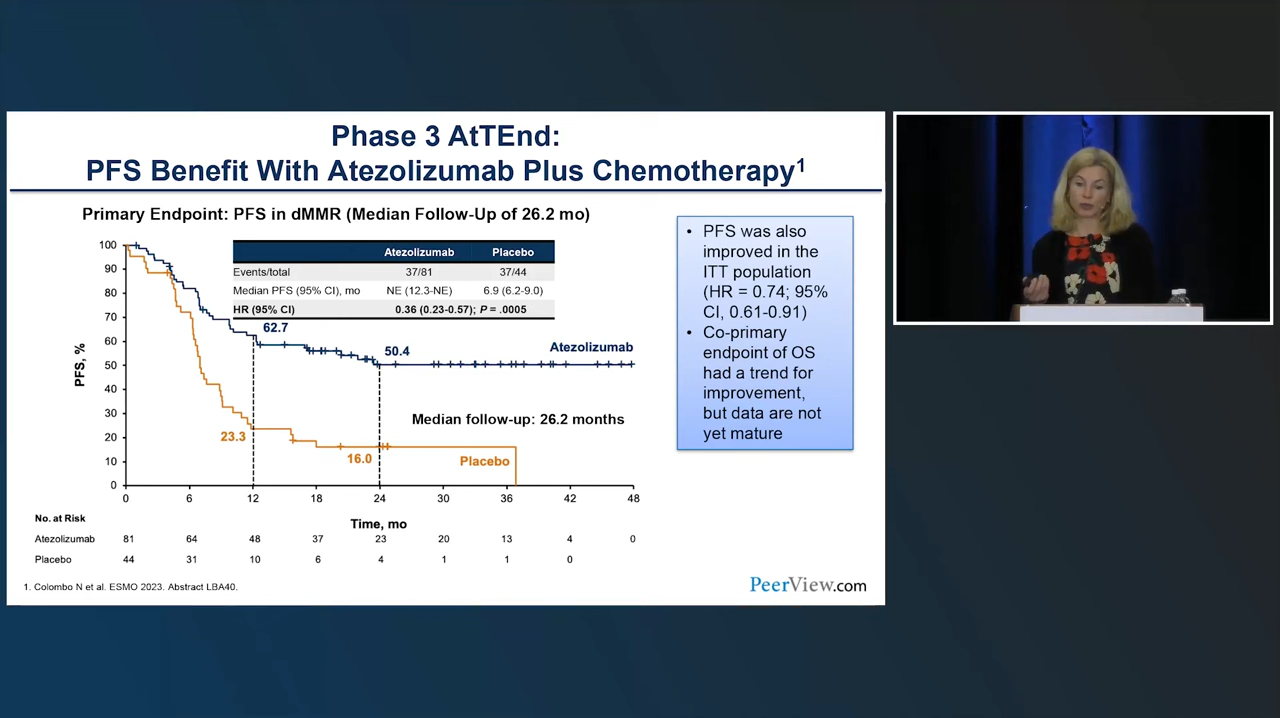 Phase 3 AtTEnd:
PFS Benefit With Atezolizumab Plus Chemotherapy1
Primary Endpoint: PFS in dMMR (Median Follow-Up of 26.2 mo)
Atezolizumab Placebo
Events/total 37/81 37/44
Median PFS (95% CI), mo NE (12.3-NE) 6.9 (6.2-9.0)
HR (95% CI) 0.36 (0.23-0.57); P = .0005
100
90
80
70
60
50
40
30
20
10
0
PFS, %
62.7
50.4
Atezolizumab
Median follow-up: 26.2 months
23.3
16.0
Placebo
0 6 12 18 24 30 36 42 48
Time, mo
No. at Risk
Atezolizumab 81 64 48 37 23 20 13 4 0
Placebo 44 31 10 6 4 1 1 0
• PFS was also
improved in the
ITT population
(HR = 0.74; 95%
CI, 0.61-0.91)
• Co-primary
endpoint of OS
had a trend for
improvement,
but data are not
yet mature
1. Colombo N et al. ESMO 2023. Abstract LBA40.
PeerView.com